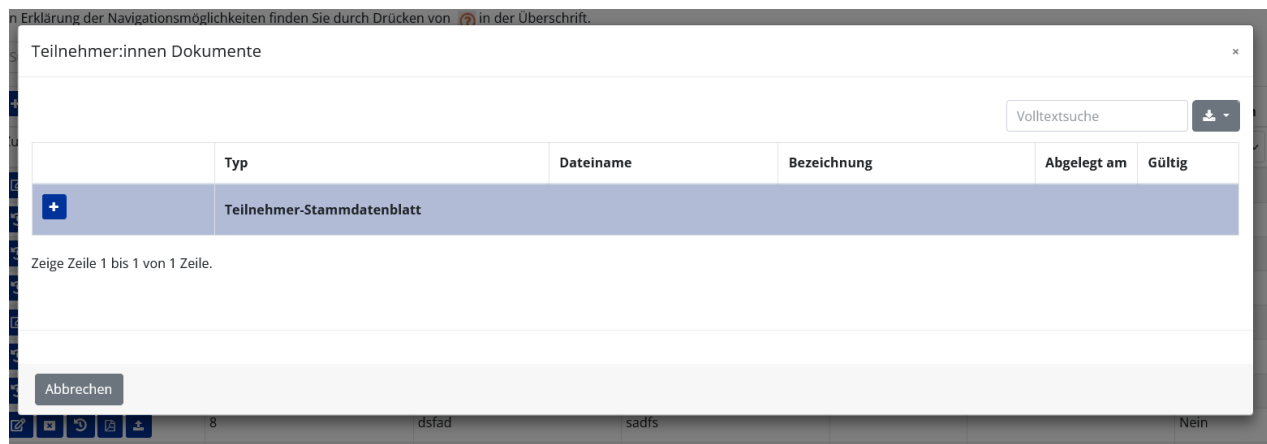 n Erklärung der Navigationsmöglichkeiten finden Sie durch Drücken von ? in der Überschrift.
Teilnehmer:innen Dokumente ×
Volltextsuche
Typ Dateiname Bezeichnung Abgelegt am Gültig
+ Teilnehmer-Stammdatenblatt
Zeige Zeile 1 bis 1 von 1 Zeile.
Abbrechen
8 dsfad sadfs Nein